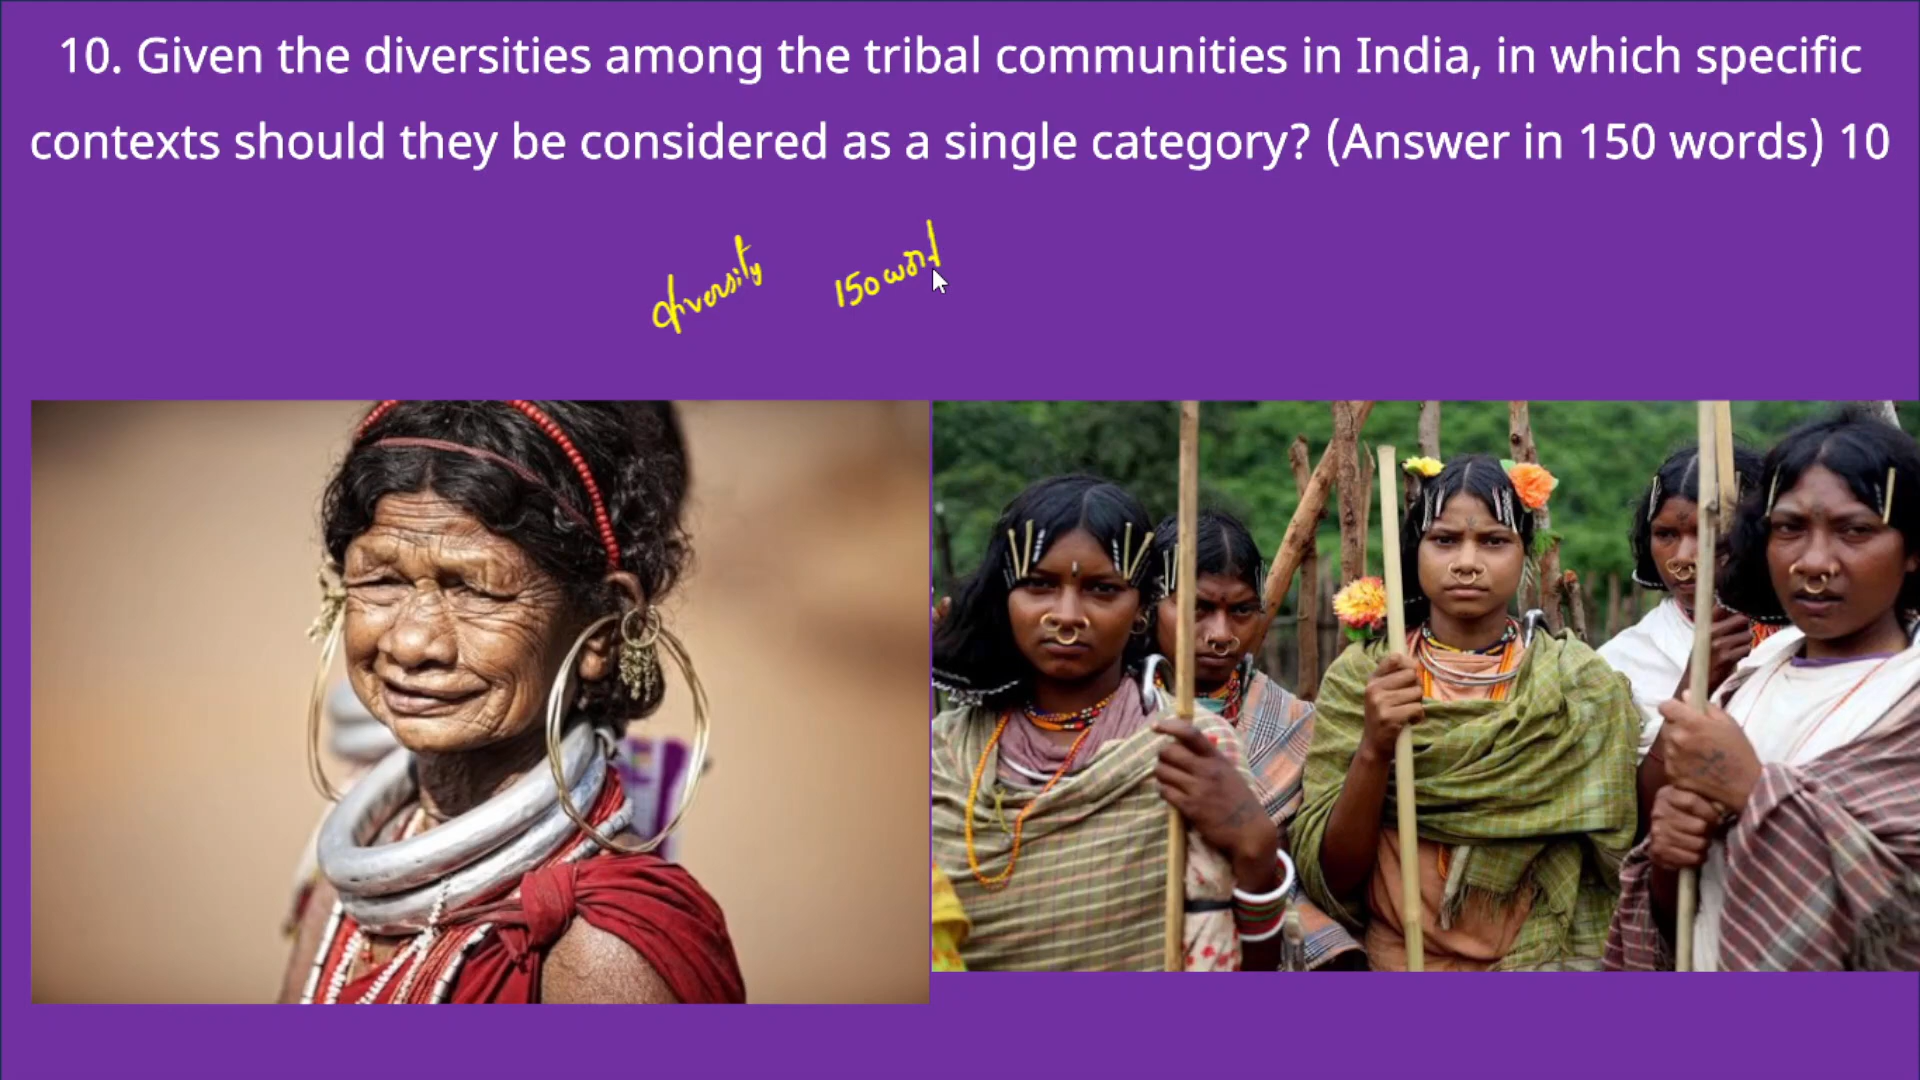 10. Given the diversities among the tribal communities in India, in which specific
contexts should they be considered as a single category? (Answer in 150 words) 10
diversity 150 word